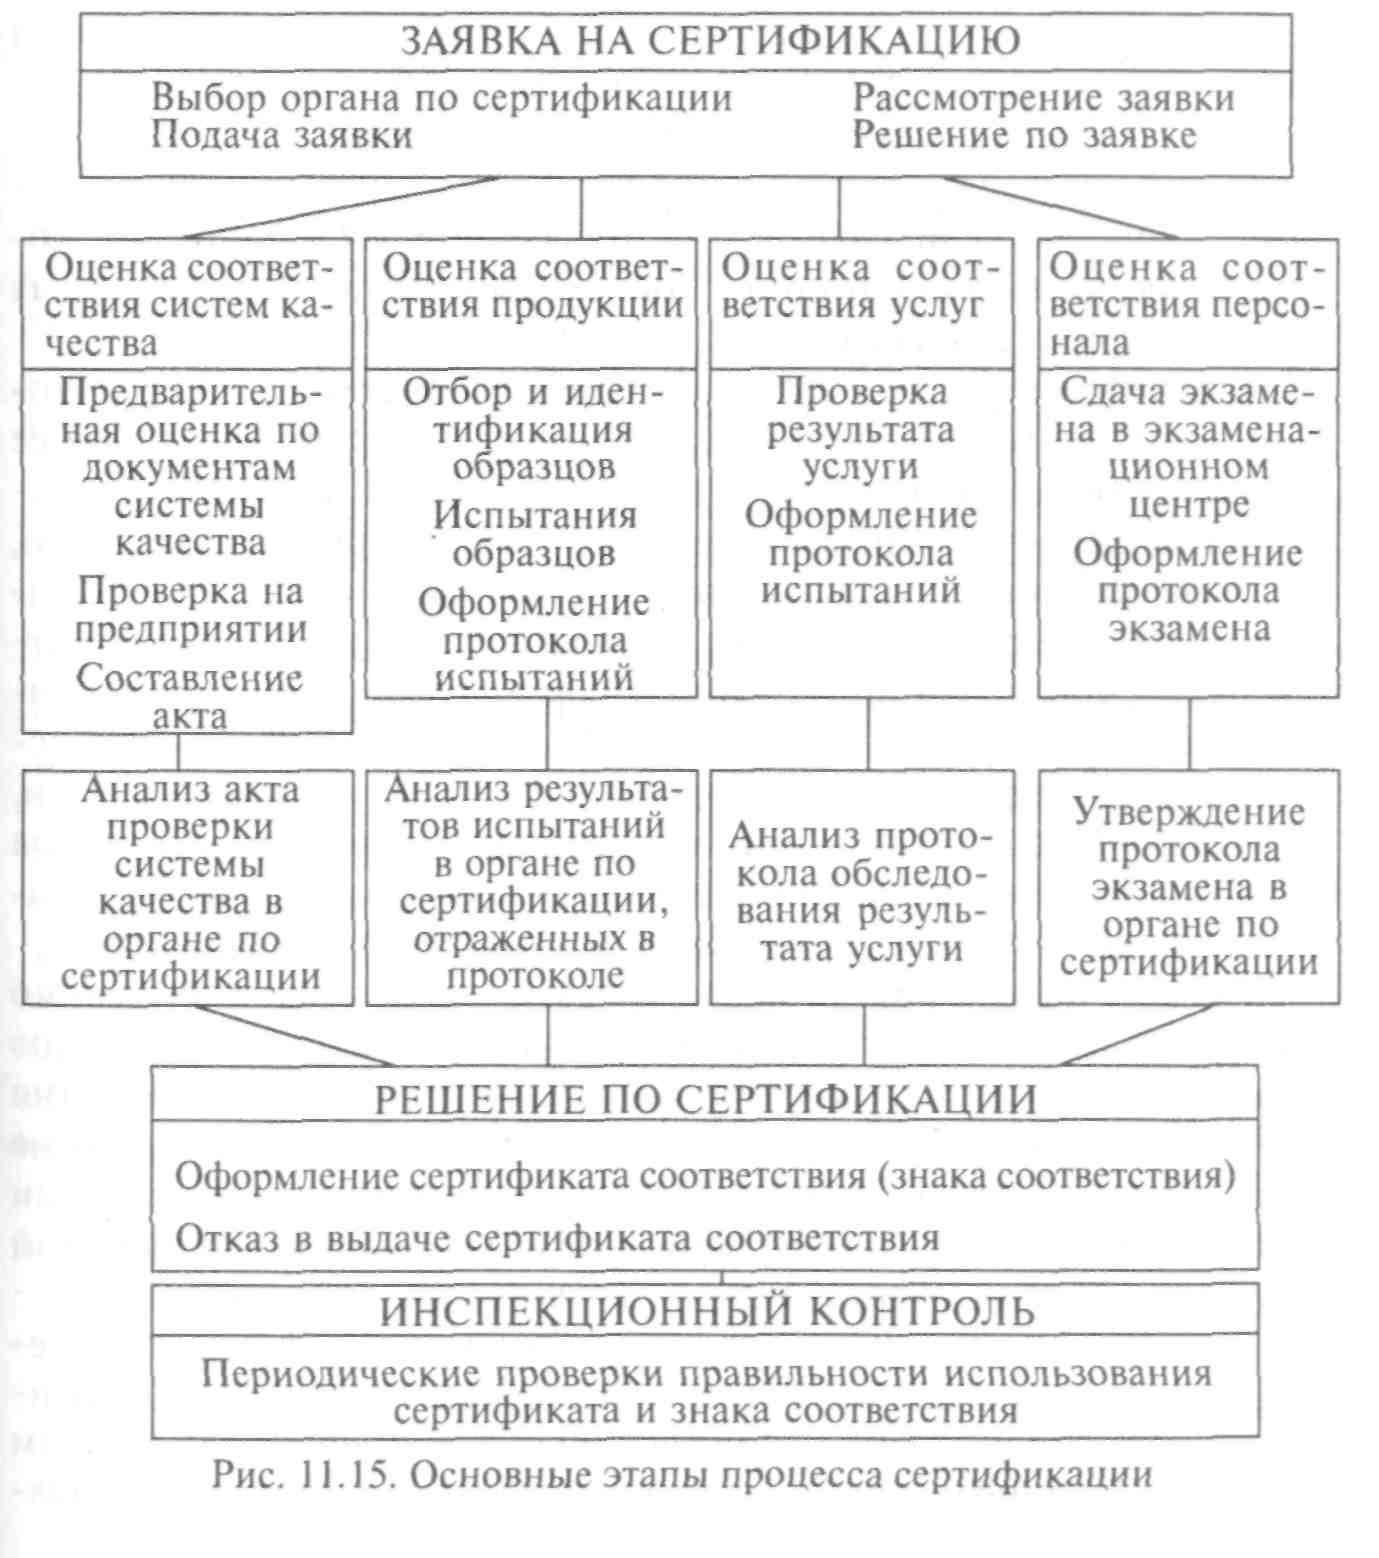 ЗАЯВКА НА СЕРТИФИКАЦИЮ
Выбор органа по сертификации
Подача заявки
Рассмотрение заявки
Решение по заявке
Оценка соответ-
ствия систем ка-
чества
Предваритель-
ная оценка по
документам
системы
качества
Проверка на
предприятии
Составление
акта
Оценка соответ-
ствия продукции
Отбор и иден-
тификация
образцов
Испытания
образцов
Оформление
протокола
испытаний
Оценка соот-
ветствия услуг
Проверка
результата
услуги
Оформление
протокола
испытаний
Оценка соот-
ветствия персо-
нала
Сдача экзаме-
на в экзамена-
ционном
центре
Оформление
протокола
экзамена
Анализ акта
проверки
системы
качества в
органе по
сертификации
Анализ результа-
тов испытаний
в органе по
сертификации,
отраженных в
протоколе
Анализ прото-
кола обследо-
вания резуль-
тата услуги
Утверждение
протокола
экзамена в
органе по
сертификации
РЕШЕНИЕ ПО СЕРТИФИКАЦИИ
Оформление сертификата соответствия (знака соответствия)
Отказ в выдаче сертификата соответствия
ИНСПЕКЦИОННЫЙ КОНТРОЛЬ
Периодические проверки правильности использования
сертификата и знака соответствия
Рис. 11.15. Основные этапы процесса сертификации